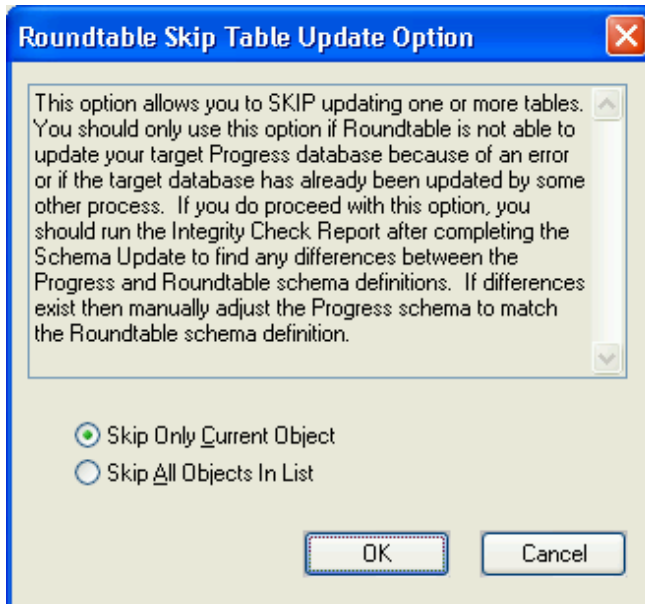 Roundtable Skip Table Update Option
This option allows you to SKIP updating one or more tables.
You should only use this option if Roundtable is not able to
update your target Progress database because of an error
or if the target database has already been updated by some
other process.  If you do proceed with this option, you
should run the Integrity Check Report after completing the
Schema Update to find any differences between the
Progress and Roundtable schema definitions.  If differences
exist then manually adjust the Progress schema to match
the Roundtable schema definition.
Skip Only Current Object
Skip All Objects In List
OK
Cancel